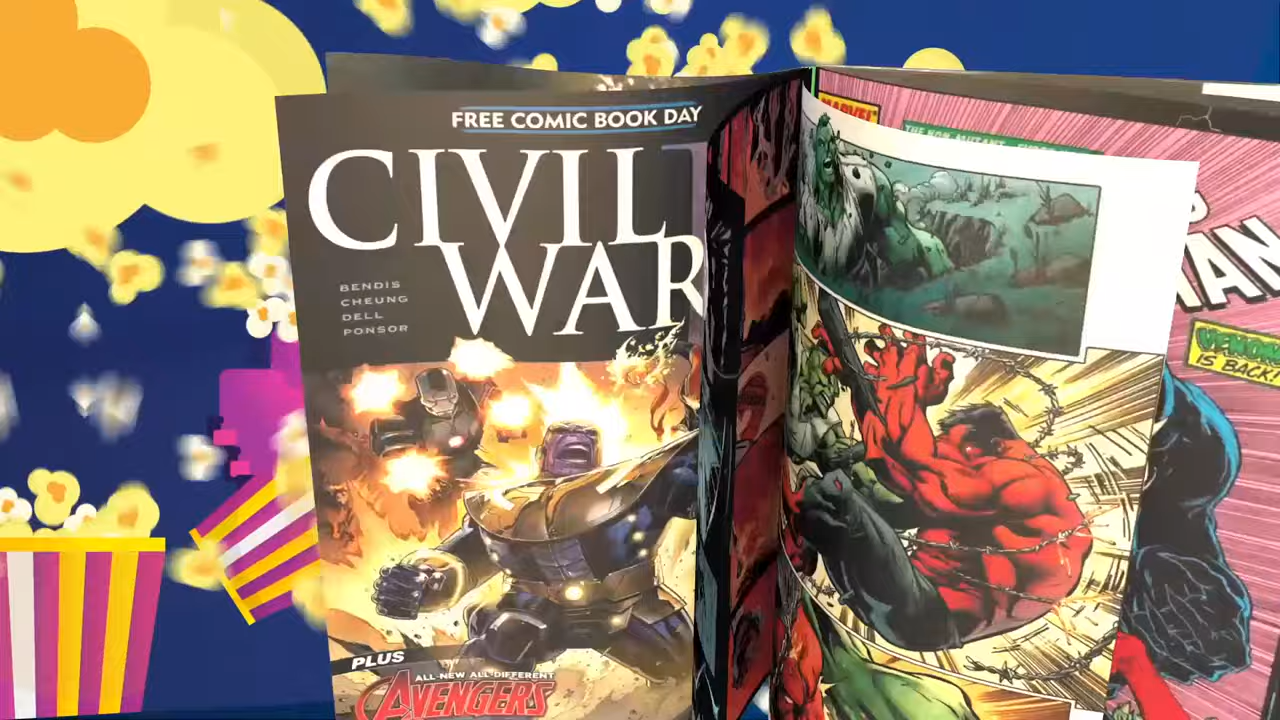 FREE COMIC BOOK DAY
CIVIL
WAR
BENDIS
CHEUNG
DELL
PONSOR
PLUS
ALL-NEW ALL-DIFFERENT
AVENGERS
MARVEL
VENOM
IS BACK!